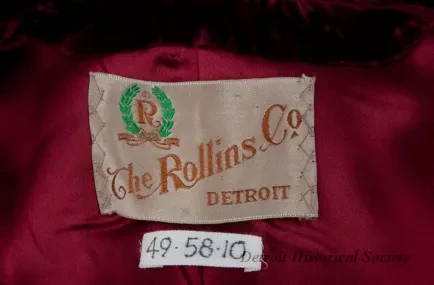 R
The Rollins Co.
DETROIT
49-58-10
Detroit Historical Society